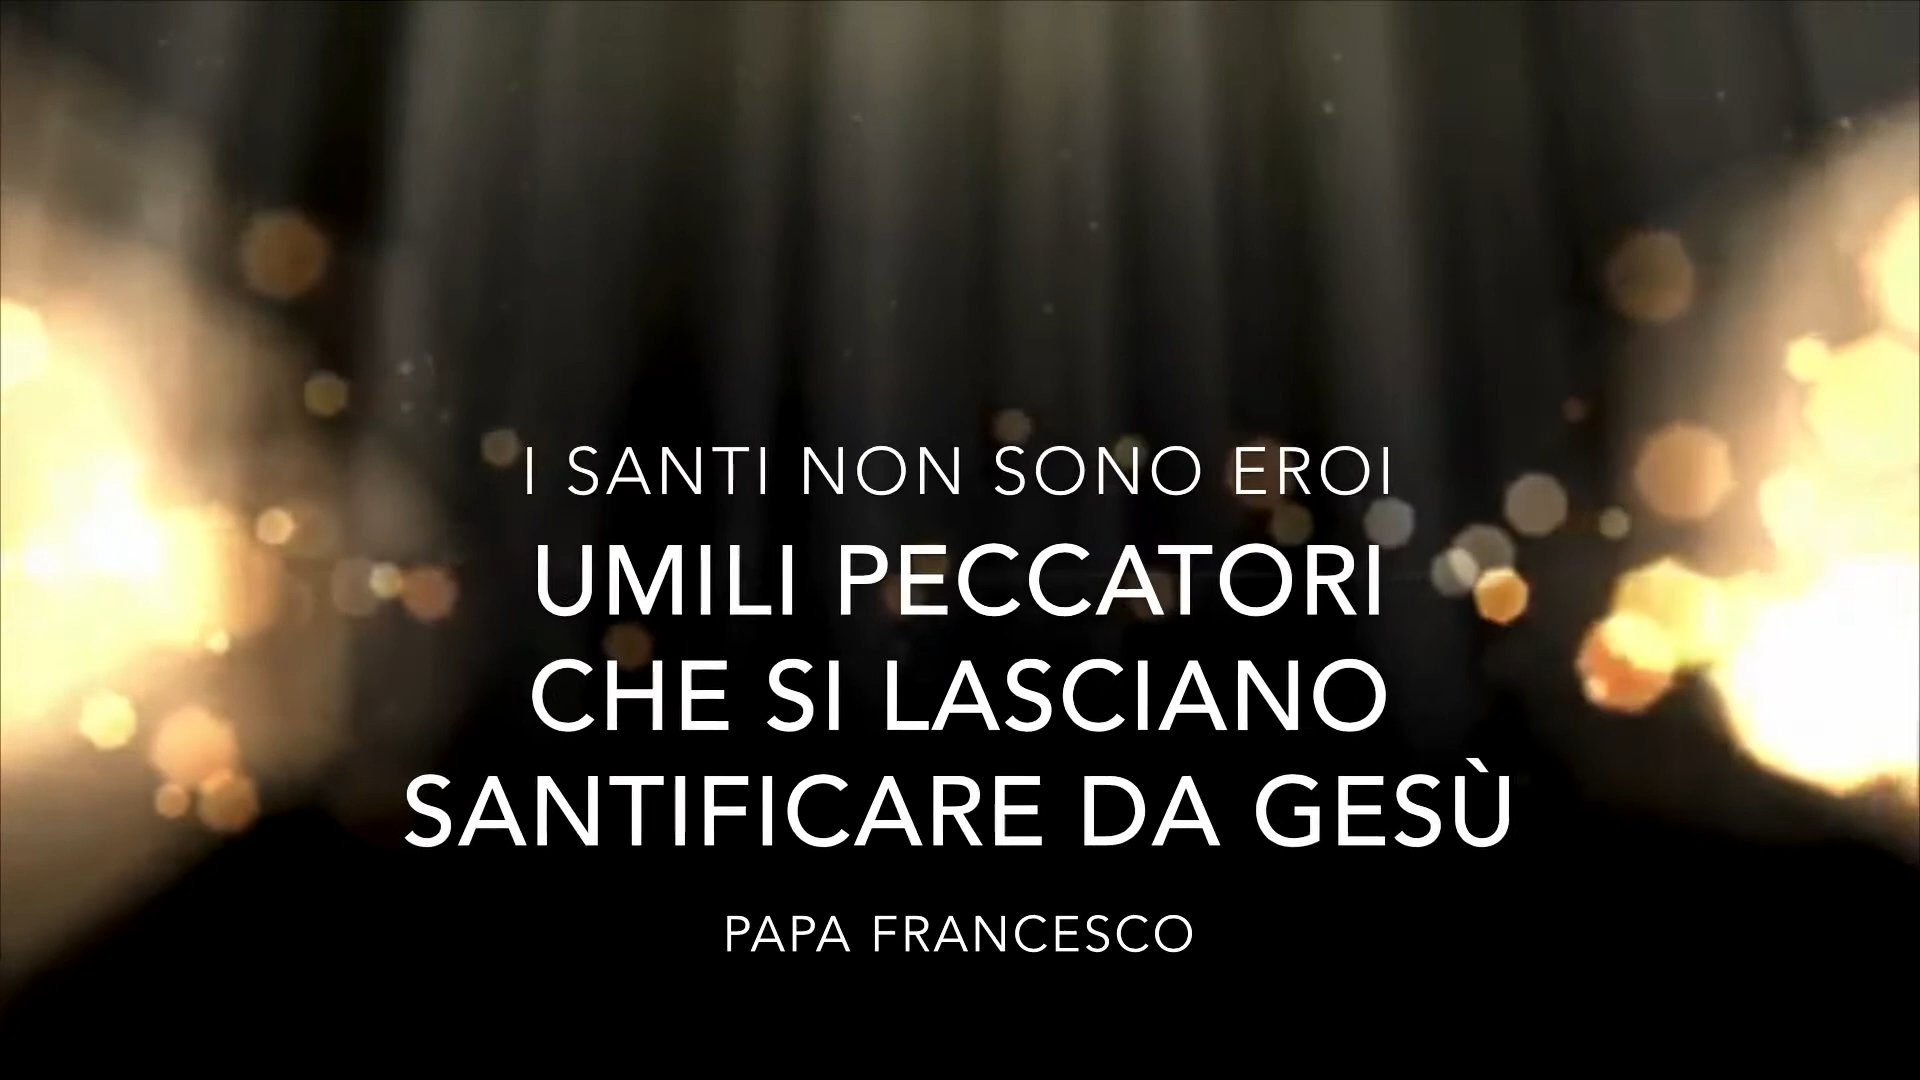 I SANTI NON SONO EROI
UMILI PECCATORI
CHE SI LASCIANO
SANTIFICARE DA GESÙ
PAPA FRANCESCO